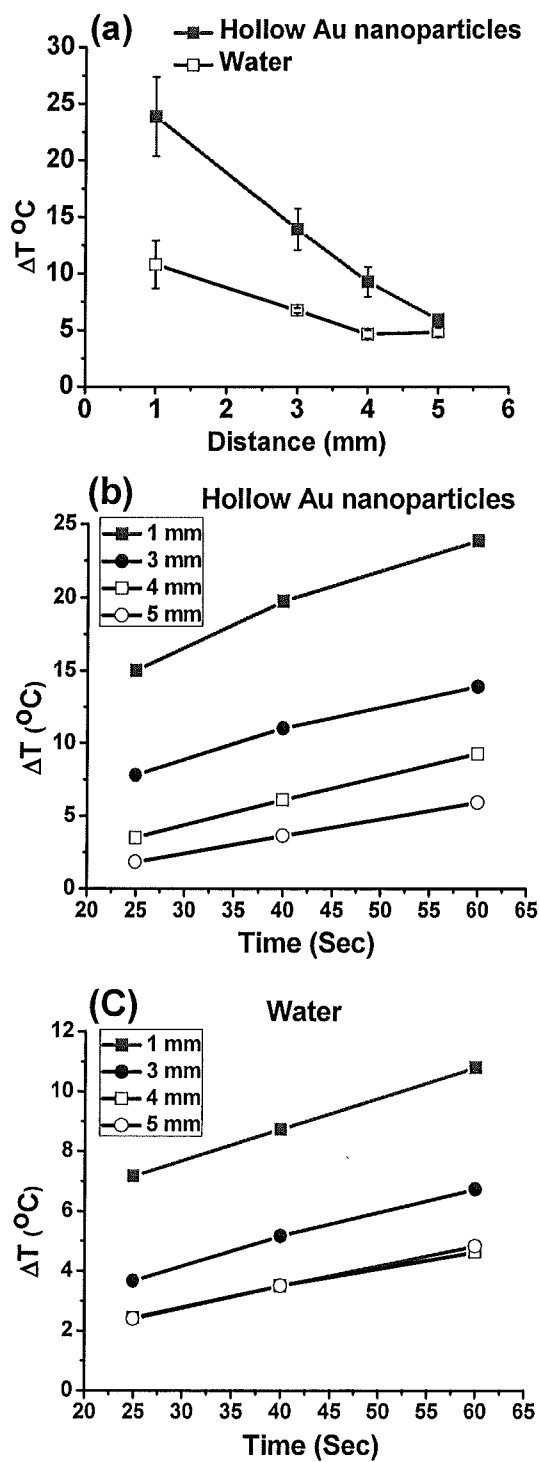 (a)
Hollow Au nanoparticles
Water
30
25
20
15
10
5
0
ΔT ºC
0 1 2 3 4 5 6
Distance (mm)
(b)
Hollow Au nanoparticles
1 mm
3 mm
4 mm
5 mm
25
20
15
10
5
0
ΔT (ºC)
20 25 30 35 40 45 50 55 60 65
Time (Sec)
(C)
Water
1 mm
3 mm
4 mm
5 mm
12
10
8
6
4
2
0
ΔT (ºC)
20 25 30 35 40 45 50 55 60 65
Time (Sec)